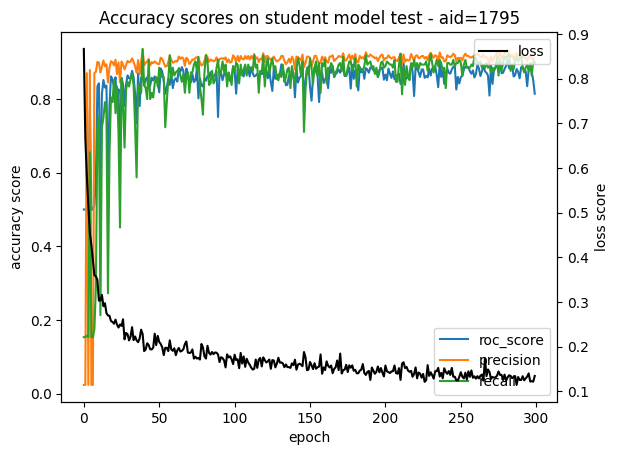 Accuracy scores on student model test - aid=1795
accuracy score
0.8
0.6
0.4
0.2
0.0
loss
0.9
0.8
0.7
0.6
0.5
0.4
0.3
0.2
0.1
loss score
roc_score
precision
recall
0 50 100 150 200 250 300
epoch